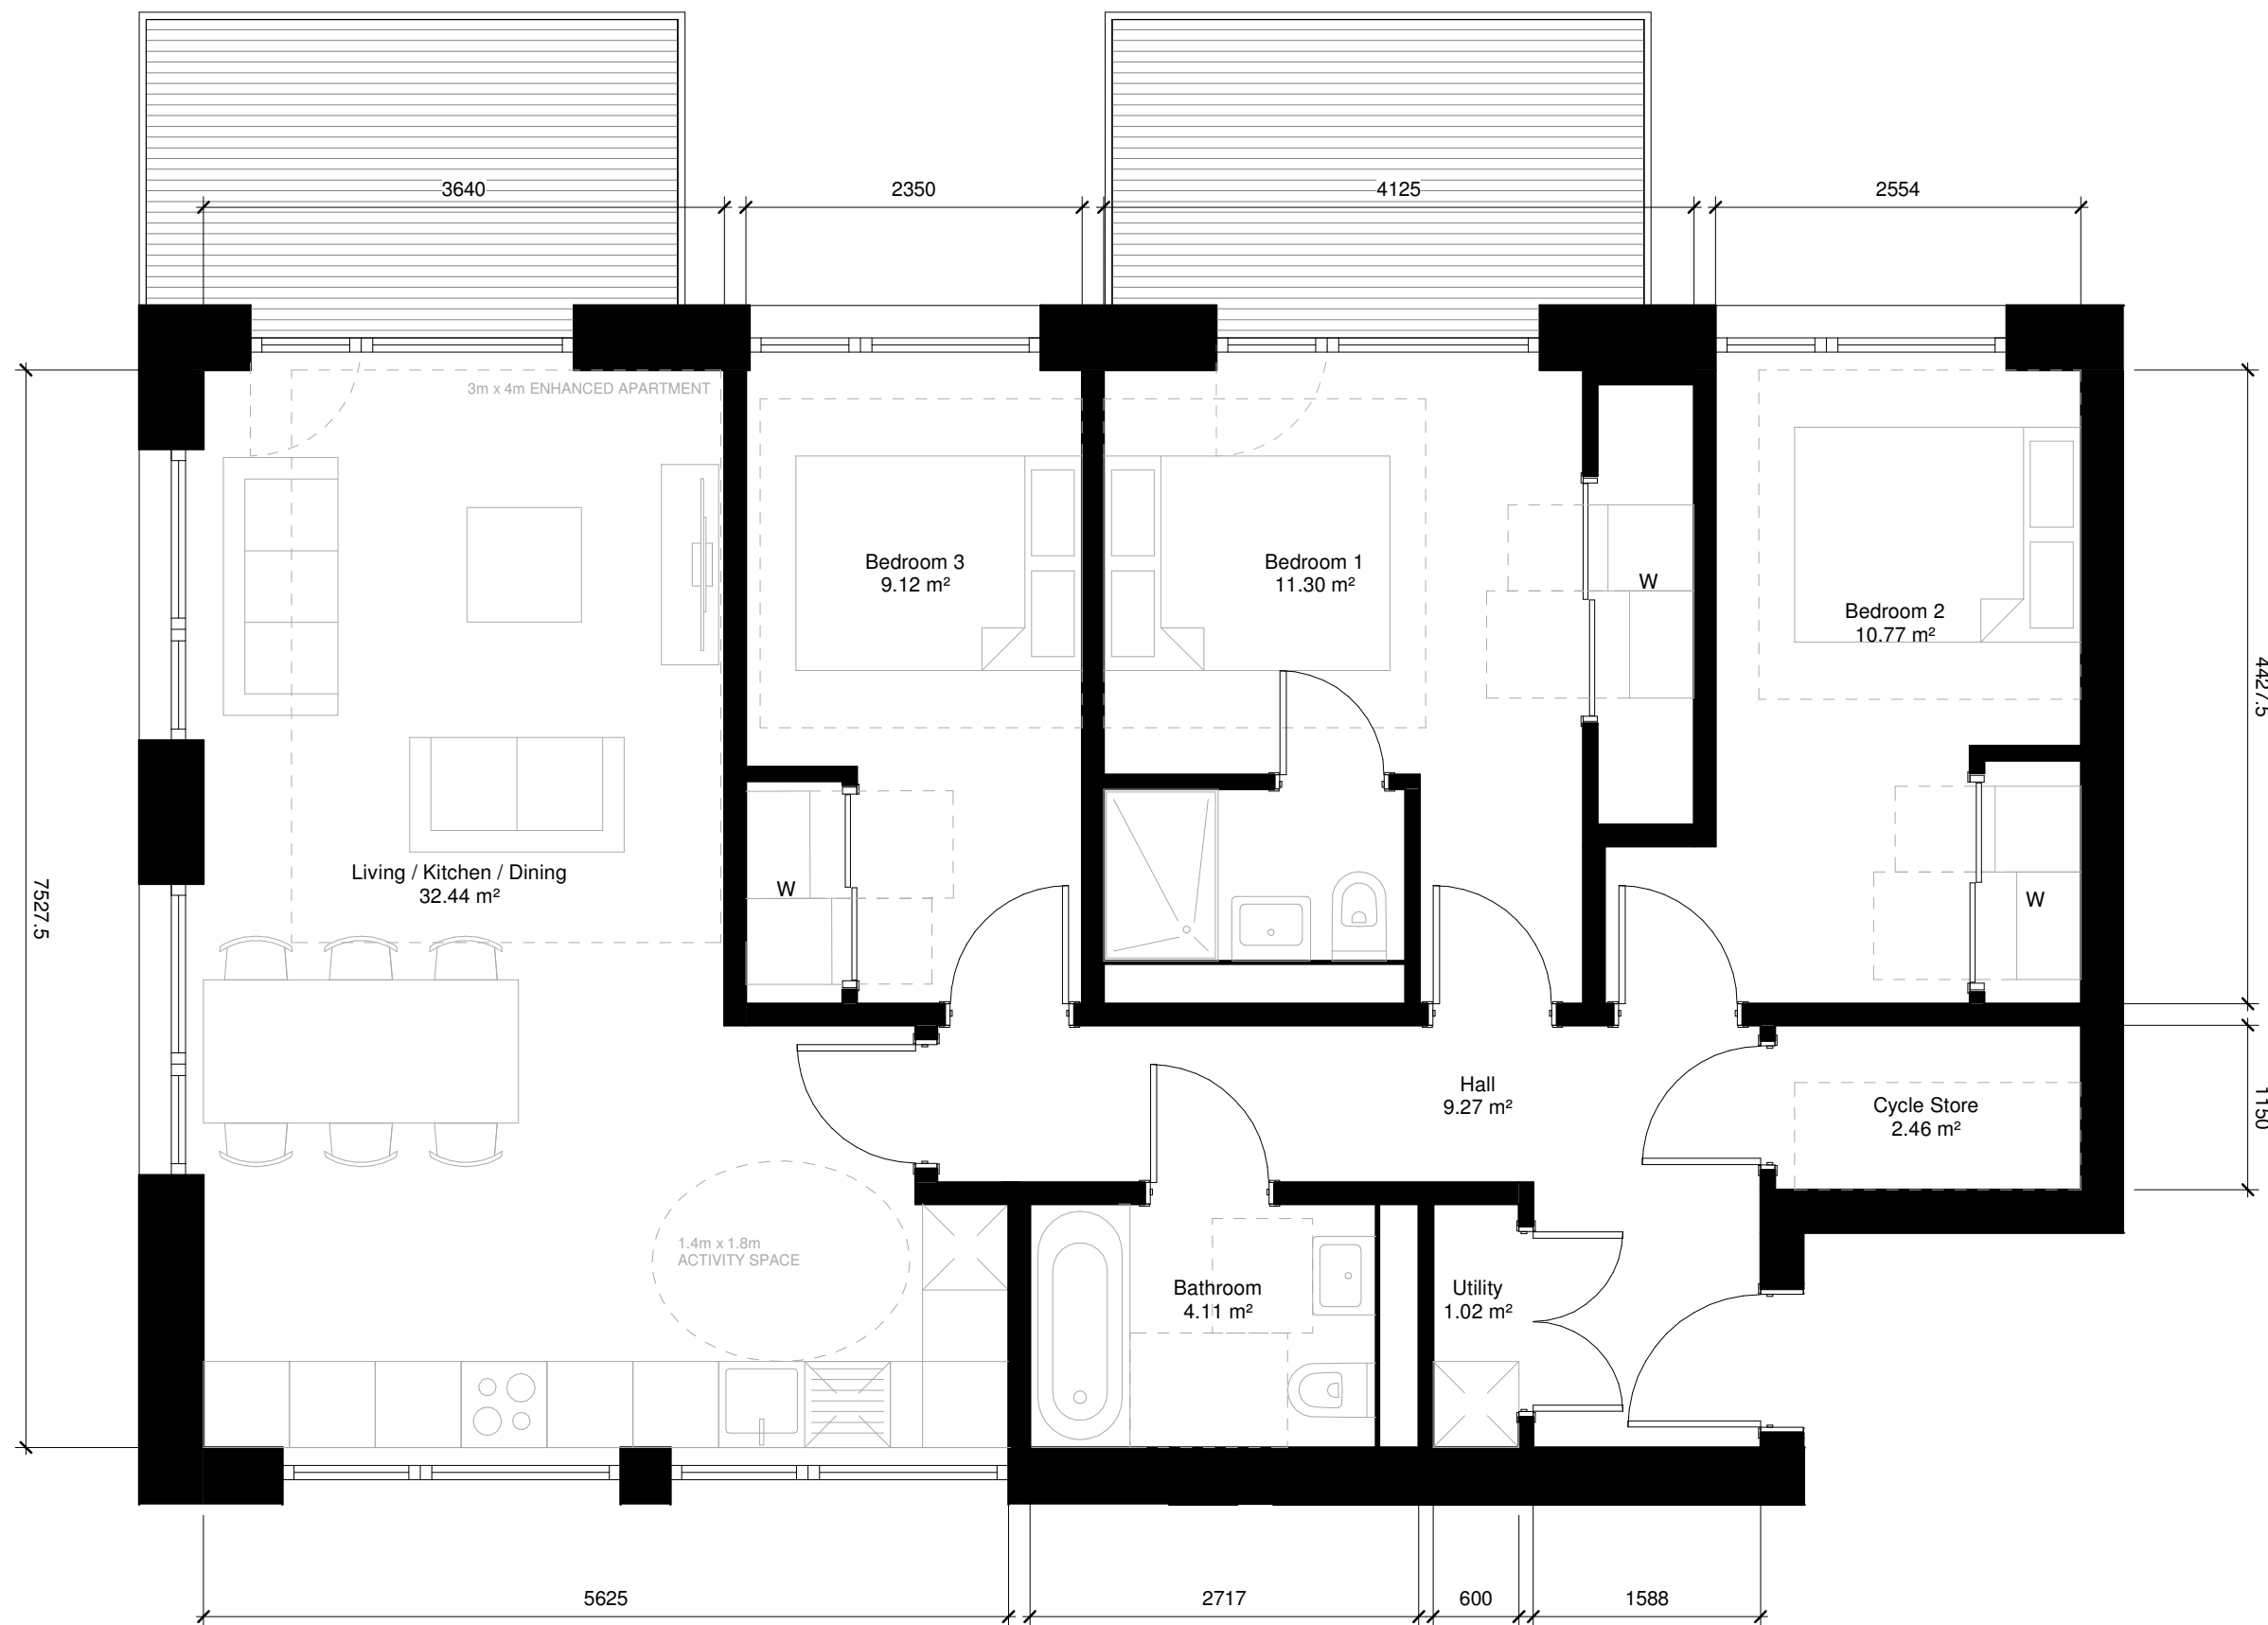 3640
2350
4125
2554
3m x 4m ENHANCED APARTMENT
Bedroom 3
9.12 m²
Bedroom 1
11.30 m²
W
Bedroom 2
10.77 m²
4427.5
Living / Kitchen / Dining
32.44 m²
7527.5
W
W
Hall
9.27 m²
Cycle Store
2.46 m²
1150
1.4m x 1.8m
ACTIVITY SPACE
Bathroom
4.11 m²
Utility
1.02 m²
5625
2717
600
1588